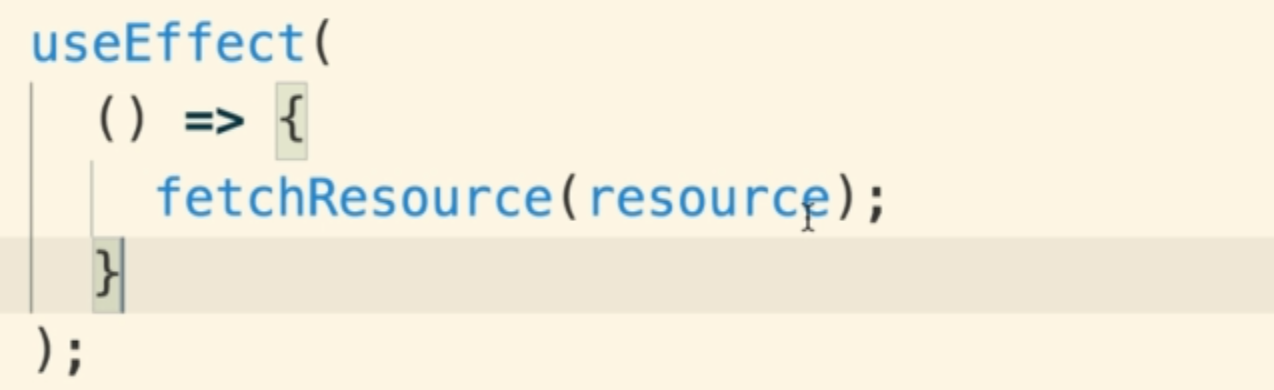 useEffect(
  () => {
    fetchResource(resource);
  }
);